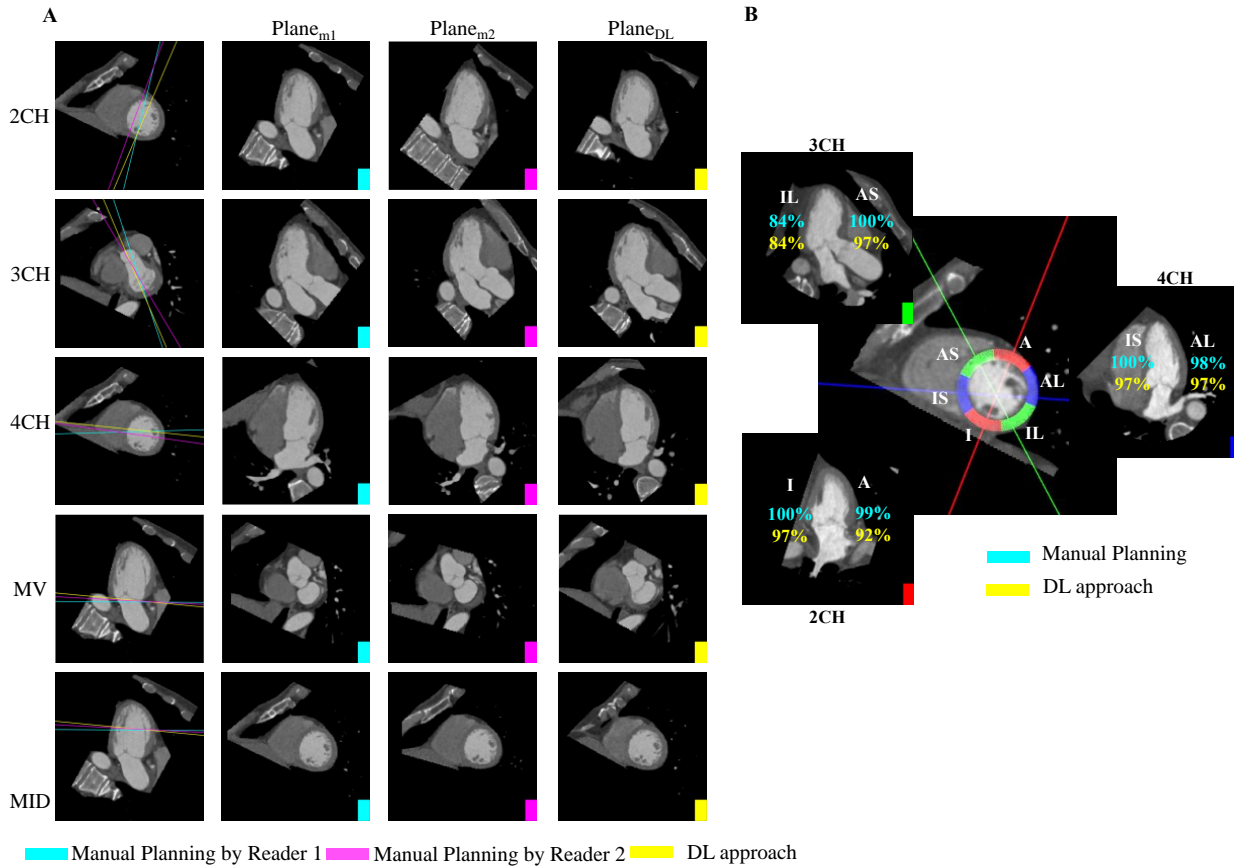 A
Plane_m1 Plane_m2 Plane_DL
2CH
3CH
4CH
MV
MID
Manual Planning by Reader 1 Manual Planning by Reader 2 DL approach
B
3CH
IL AS
84% 100%
84% 97%
4CH
IS AL
100% 98%
97% 97%
A
AS
AL
IS
I
IL
I A
100% 99%
97% 92%
2CH
Manual Planning
DL approach